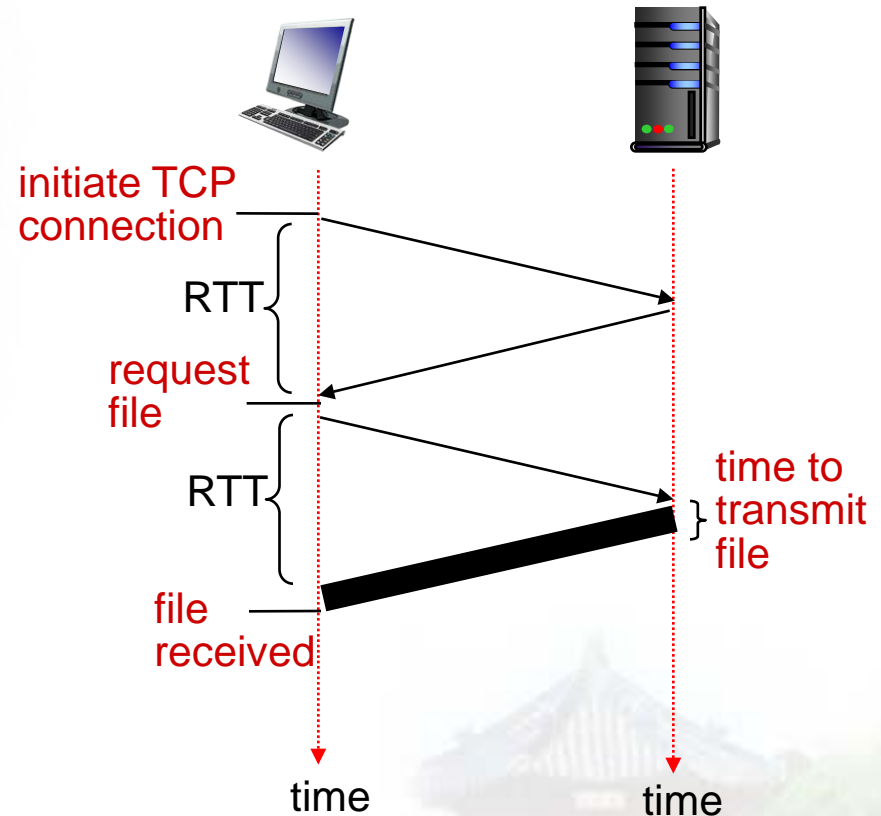 initiate TCP
connection
RTT
request
file
RTT
time to
transmit
file
file
received
time
time